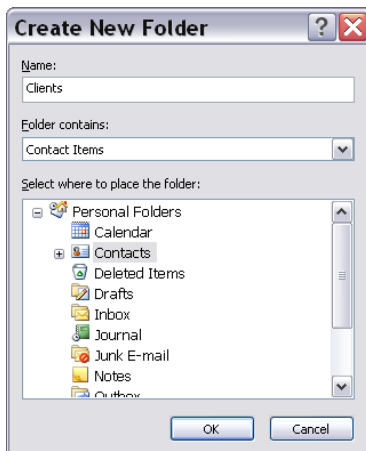 Create New Folder
Name:
Clients
Folder contains:
Contact Items
Select where to place the folder:
Personal Folders
Calendar
Contacts
Deleted Items
Drafts
Inbox
Journal
Junk E-mail
Notes
Outbox
OK Cancel